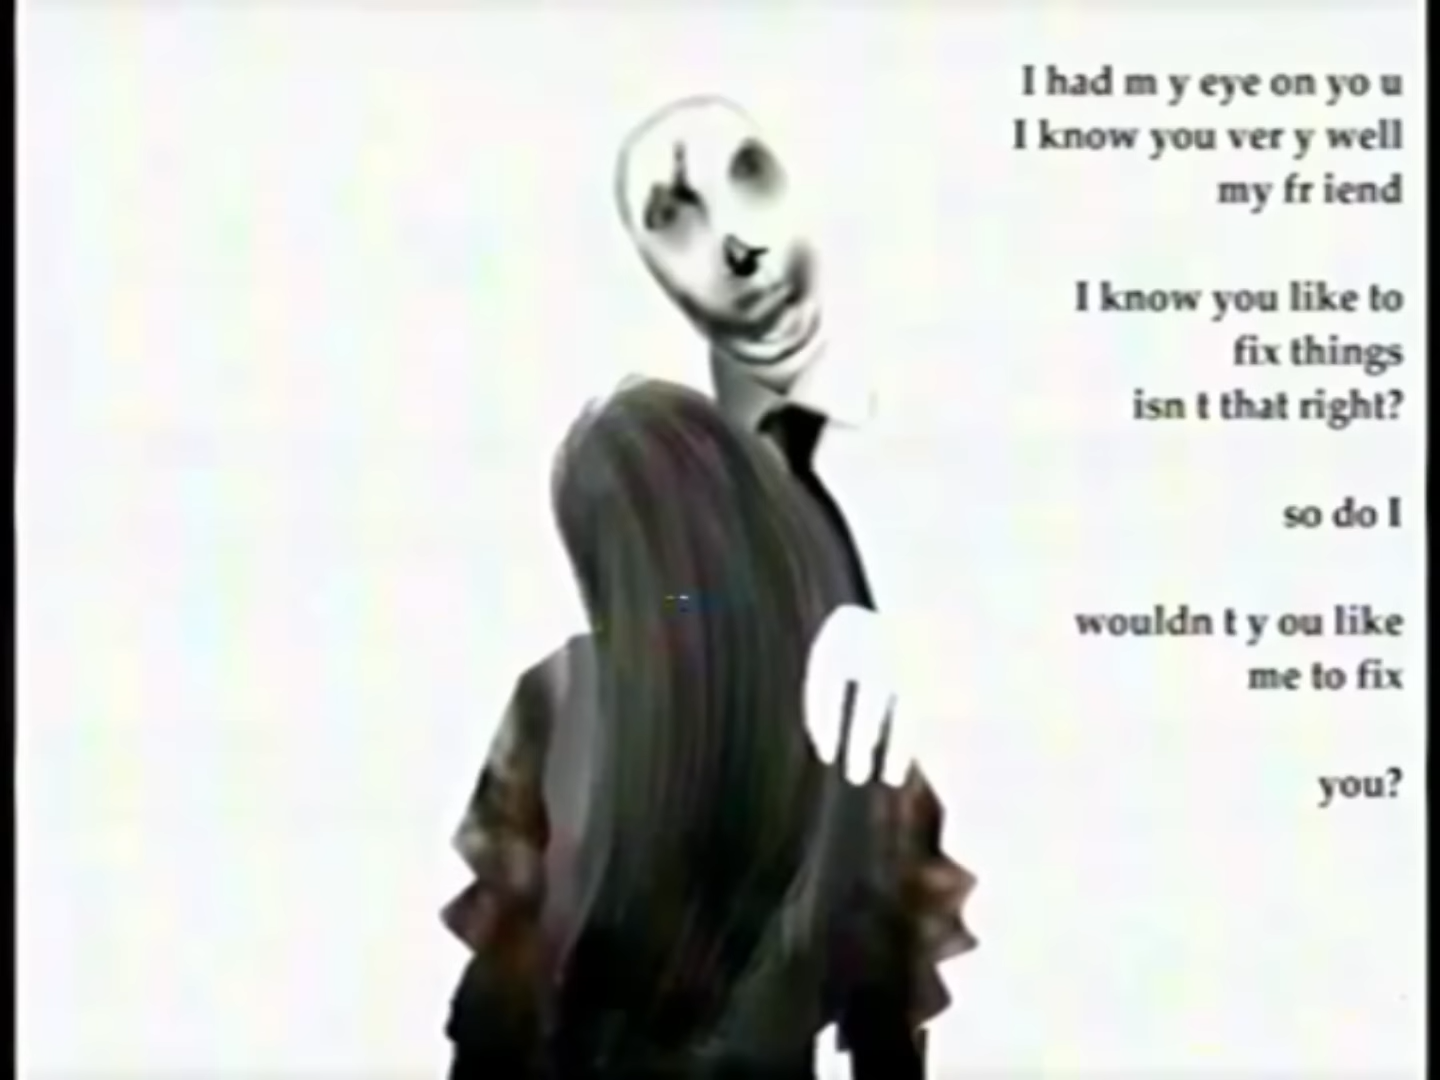 I had m y eye on yo u
I know you ver y well
my fr iend
I know you like to
fix things
isn t that right?
so do I
wouldn t y ou like
me to fix
you?